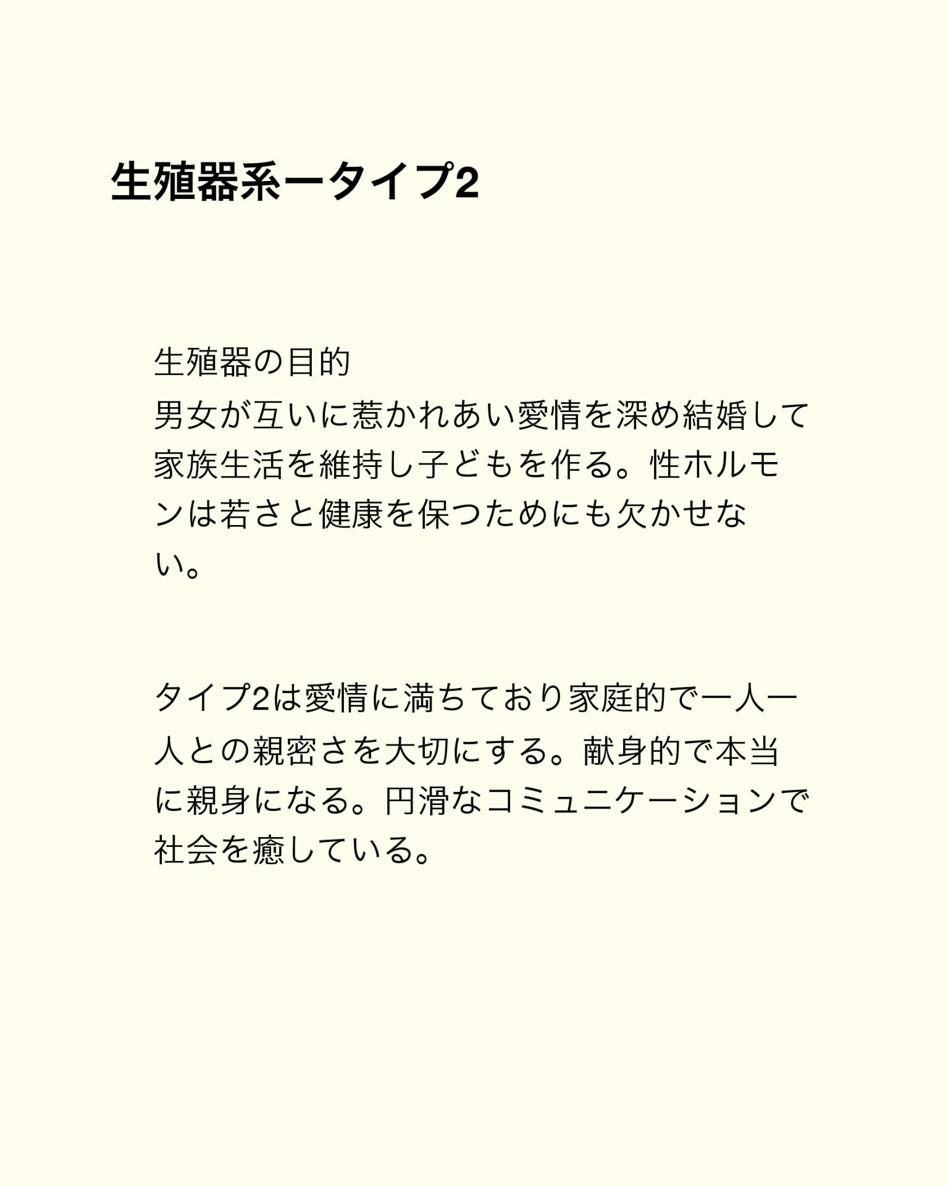 生殖器系ータイプ2
生殖器の目的
男女が互いに惹かれあい愛情を深め結婚して
家族生活を維持し子どもを作る。性ホルモ
ンは若さと健康を保つためにも欠かせな
い。
タイプ2は愛情に満ちており家庭的で一人一
人との親密さを大切にする。献身的で本当
に親身になる。円滑なコミュニケーションで
社会を癒している。